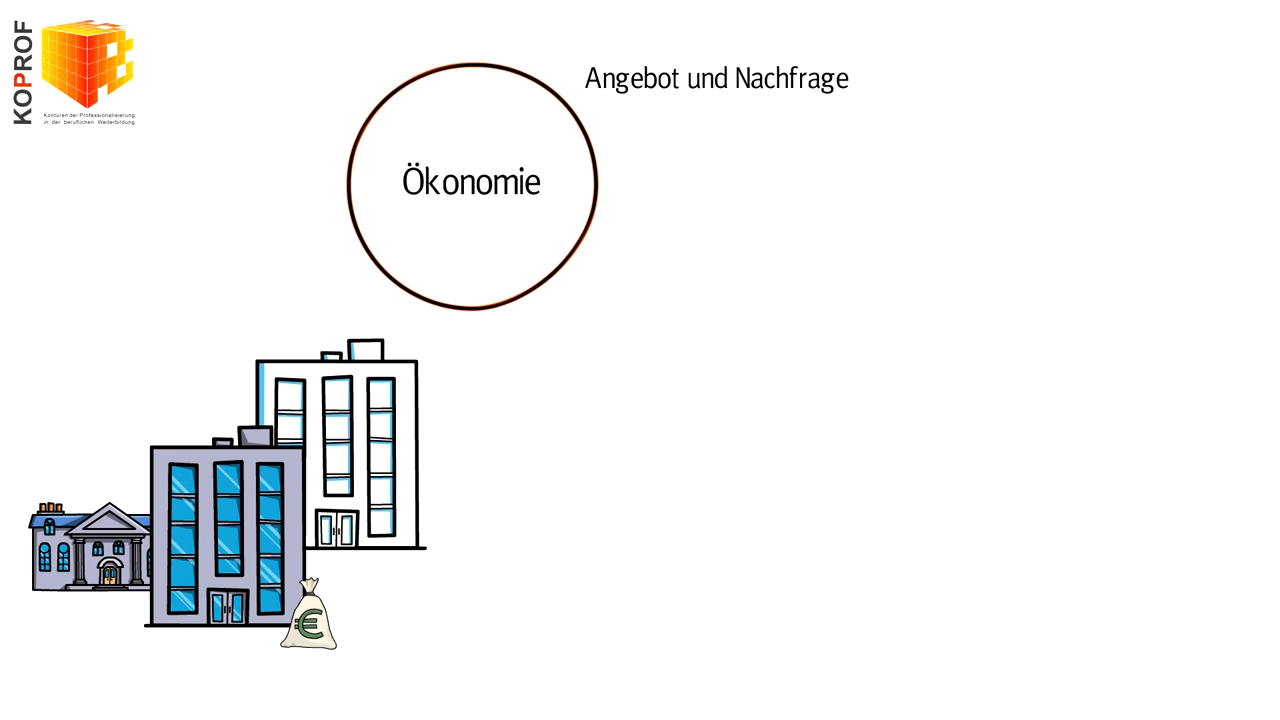 KOPROF
Konturen der Professionalisierung
in der beruflichen Weiterbildung
Angebot und Nachfrage
Ökonomie
€